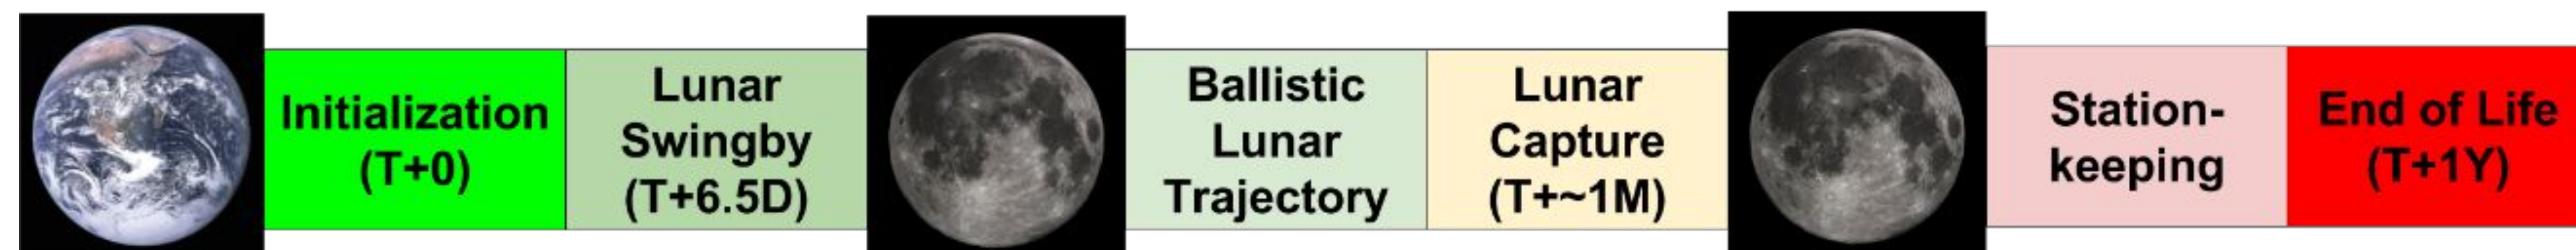 Initialization
(T+0)
Lunar
Swingby
(T+6.5D)
Ballistic
Lunar
Trajectory
Lunar
Capture
(T+~1M)
Station-
keeping
End of Life
(T+1Y)